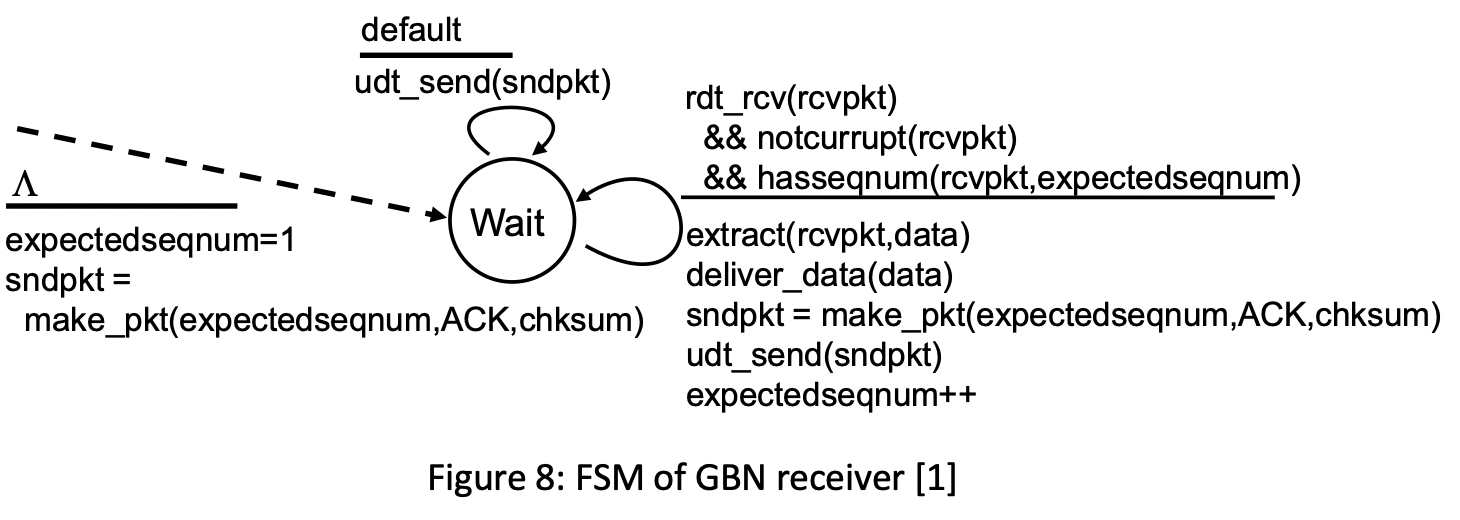 default
udt_send(sndpkt)
rdt_rcv(rcvpkt)
&& notcurrupt(rcvpkt)
&& hasseqnum(rcvpkt,expectedseqnum)
Λ
expectedseqnum=1
sndpkt =
make_pkt(expectedseqnum,ACK,chksum)
Wait
extract(rcvpkt,data)
deliver_data(data)
sndpkt = make_pkt(expectedseqnum,ACK,chksum)
udt_send(sndpkt)
expectedseqnum++
Figure 8: FSM of GBN receiver [1]